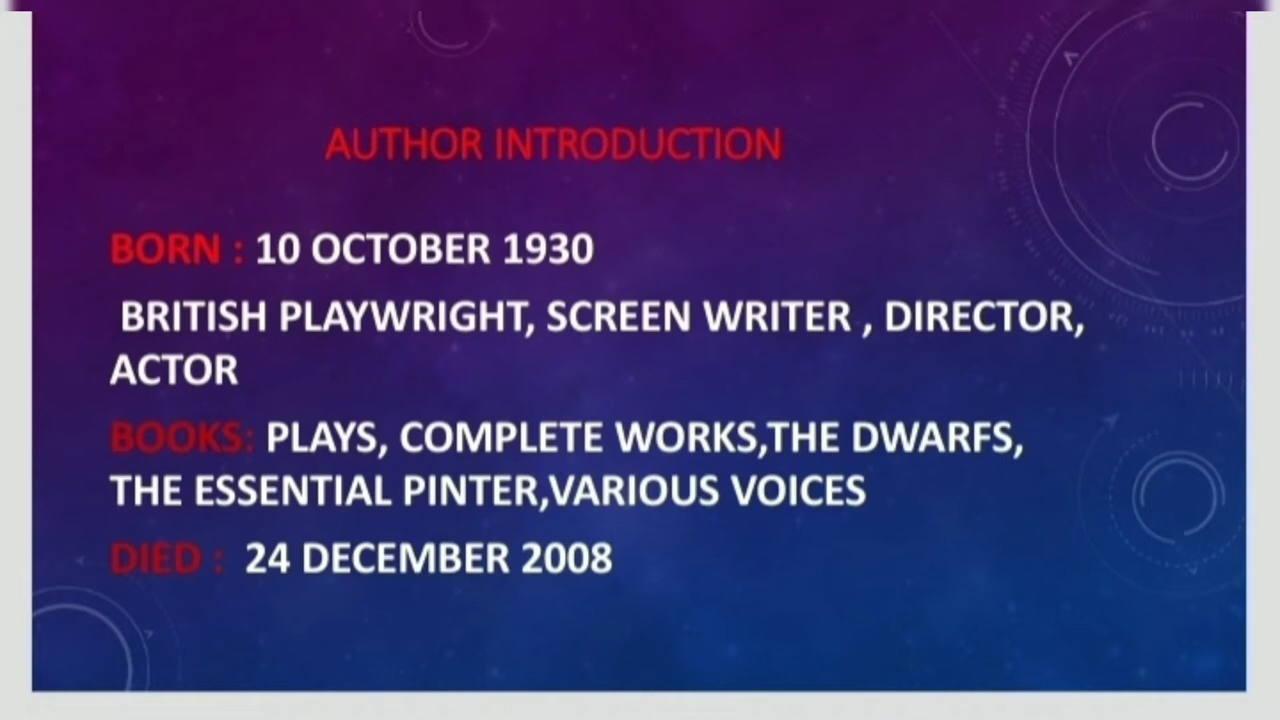 AUTHOR INTRODUCTION
BORN : 10 OCTOBER 1930
BRITISH PLAYWRIGHT, SCREEN WRITER , DIRECTOR,
ACTOR
BOOKS: PLAYS, COMPLETE WORKS,THE DWARFS,
THE ESSENTIAL PINTER,VARIOUS VOICES
DIED : 24 DECEMBER 2008